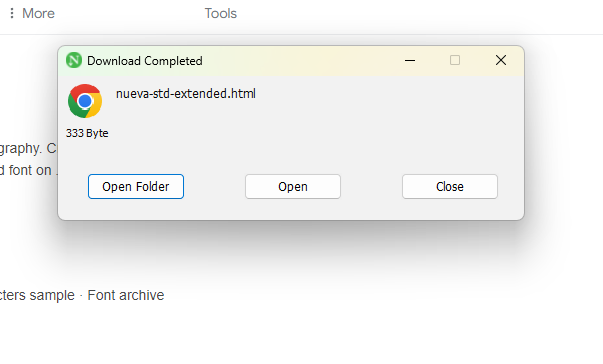 More Tools
Download Completed
nueva-std-extended.html
333 Byte
graphy. C
d font on .
Open Folder Open Close
cters sample · Font archive